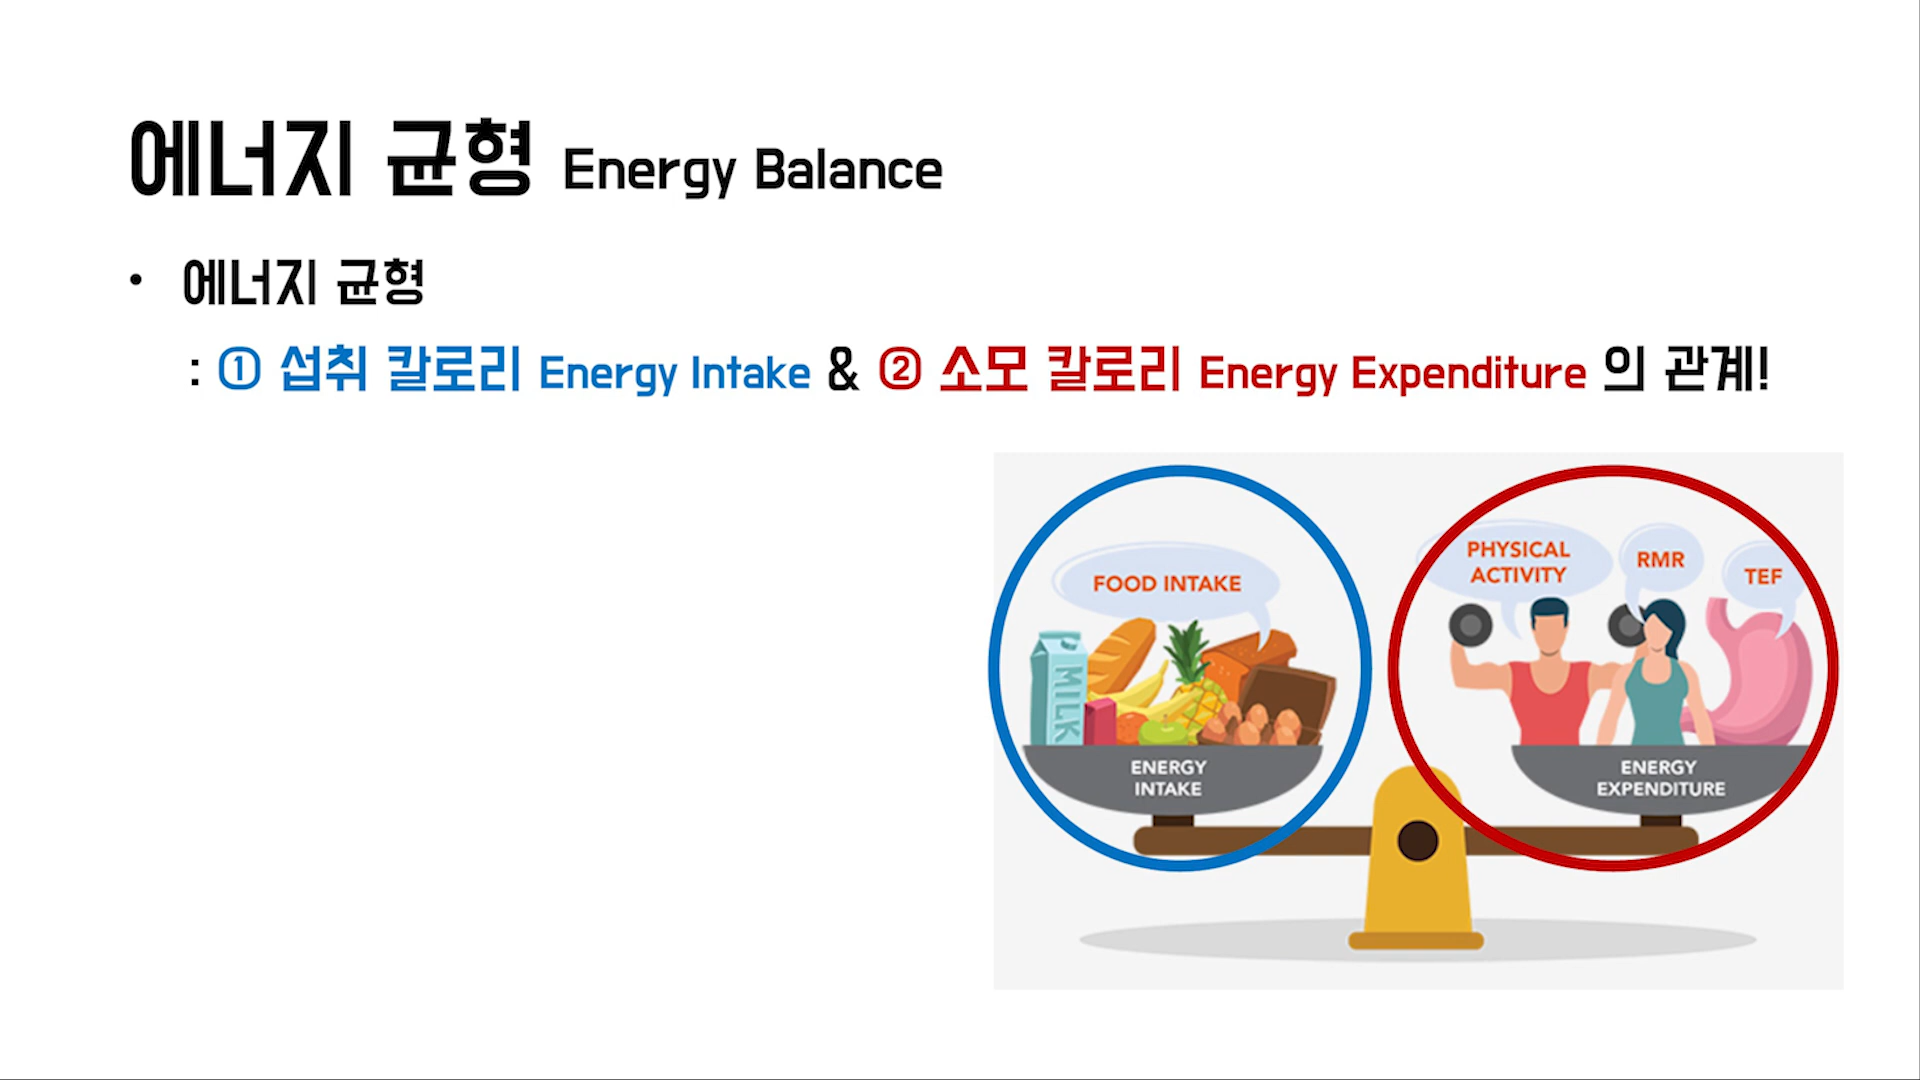 에너지 균형 Energy Balance
• 에너지 균형
: ① 섭취 칼로리 Energy Intake & ② 소모 칼로리 Energy Expenditure 의 관계!
FOOD INTAKE
MILK
ENERGY
INTAKE
PHYSICAL
ACTIVITY
RMR
TEF
ENERGY
EXPENDITURE